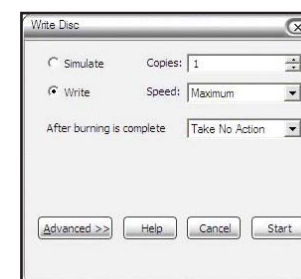 Write Disc
Simulate Copies: 1
Write Speed: Maximum
After burning is complete Take No Action
Advanced >> Help Cancel Start